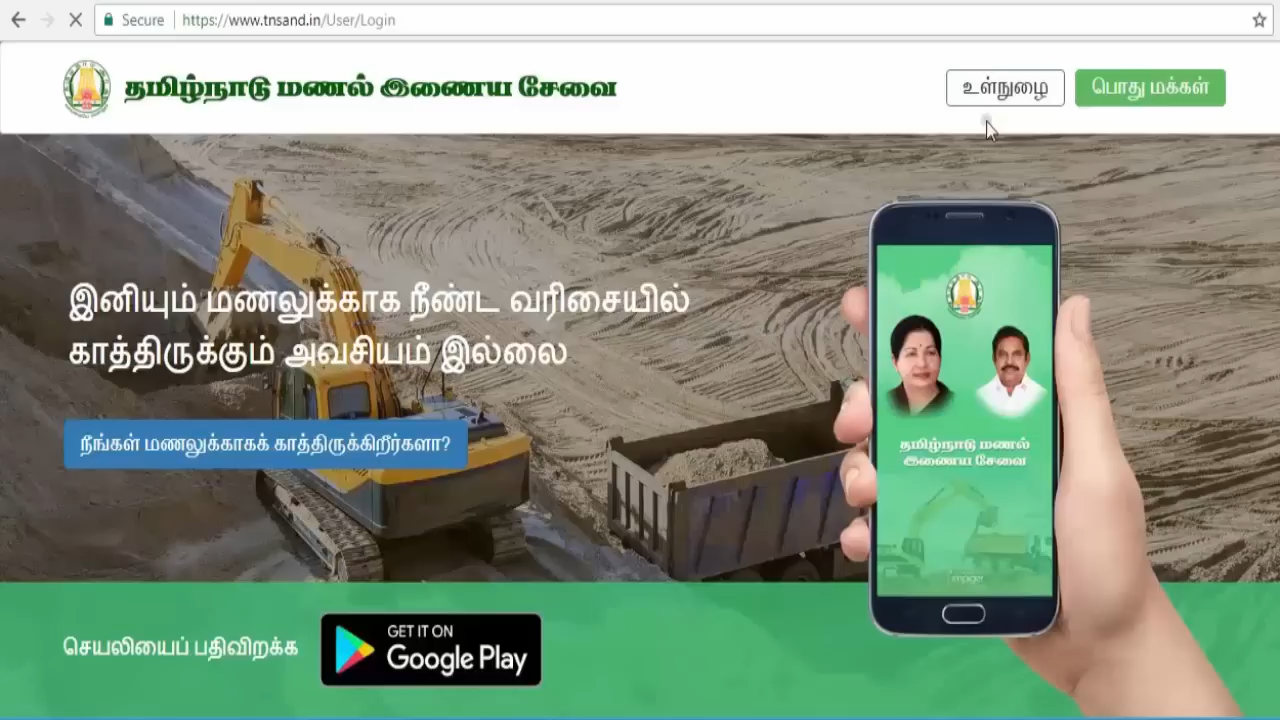 Secure
https://www.tnsand.in/User/Login
தமிழ்நாடு மணல் இணைய சேவை
உள்நுழை
பொது மக்கள்
இனியும் மணலுக்காக நீண்ட வரிசையில்
காத்திருக்கும் அவசியம் இல்லை
நீங்கள் மணலுக்காகக் காத்திருக்கிறீர்களா?
தமிழ்நாடு மணல்
இணைய சேவை
செயலியைப் பதிவிறக்க
GET IT ON
Google Play